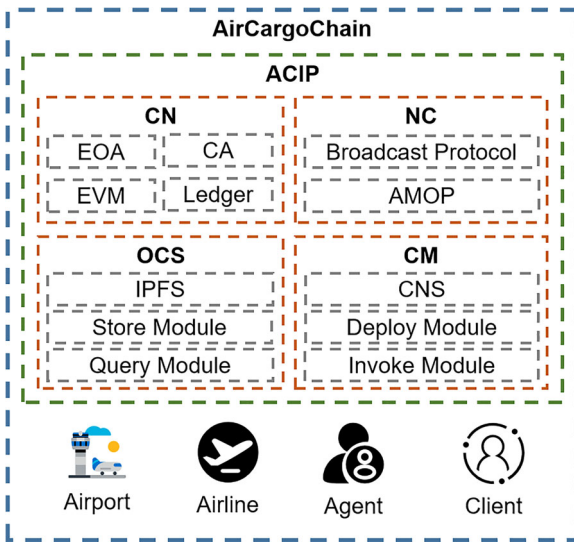 AirCargoChain
ACIP
CN
EOA
CA
EVM
Ledger
NC
Broadcast Protocol
AMOP
OCS
IPFS
Store Module
Query Module
CM
CNS
Deploy Module
Invoke Module
Airport
Airline
Agent
Client